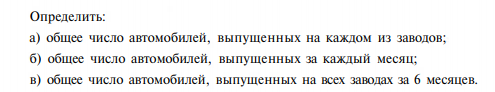 Определить:
а) общее число автомобилей, выпущенных на каждом из заводов;
б) общее число автомобилей, выпущенных за каждый месяц;
в) общее число автомобилей, выпущенных на всех заводах за 6 месяцев.